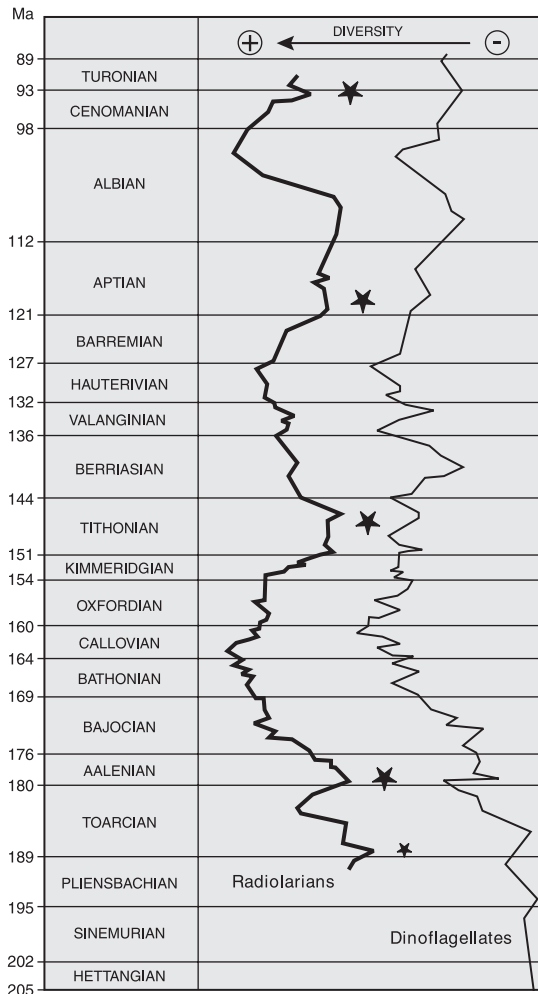 Ma
+ DIVERSITY -
89
TURONIAN
93
CENOMANIAN
98
ALBIAN
112
APTIAN
121
BARREMIAN
127
HAUTERIVIAN
132
VALANGINIAN
136
BERRIASIAN
144
TITHONIAN
151
KIMMERIDGIAN
154
OXFORDIAN
160
CALLOVIAN
164
BATHONIAN
169
BAJOCIAN
176
AALENIAN
180
TOARCIAN
189
PLIENSBACHIAN Radiolarians
195
SINEMURIAN Dinoflagellates
202
HETTANGIAN
205